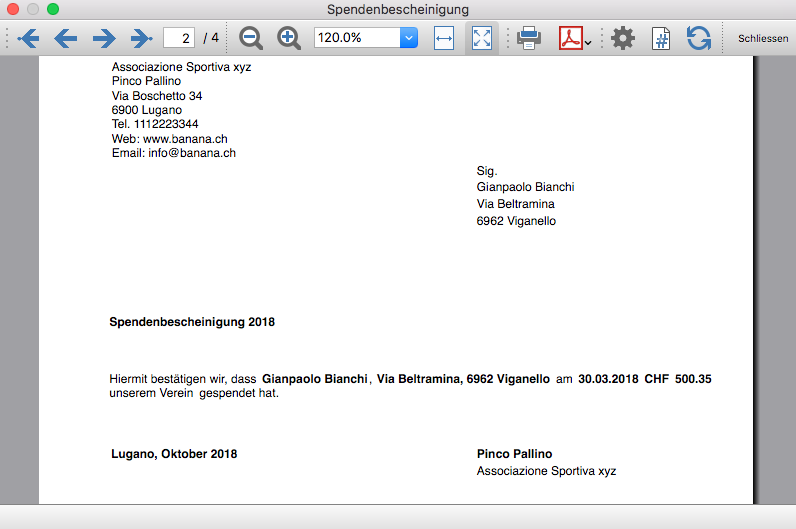 Spendenbescheinigung
2 / 4 120.0% Schliessen
Associazione Sportiva xyz
Pinco Pallino
Via Boschetto 34
6900 Lugano
Tel. 1112223344
Web: www.banana.ch
Email: info@banana.ch
Sig.
Gianpaolo Bianchi
Via Beltramina
6962 Viganello
Spendenbescheinigung 2018
Hiermit bestätigen wir, dass Gianpaolo Bianchi, Via Beltramina, 6962 Viganello am 30.03.2018 CHF 500.35
unserem Verein gespendet hat.
Lugano, Oktober 2018
Pinco Pallino
Associazione Sportiva xyz